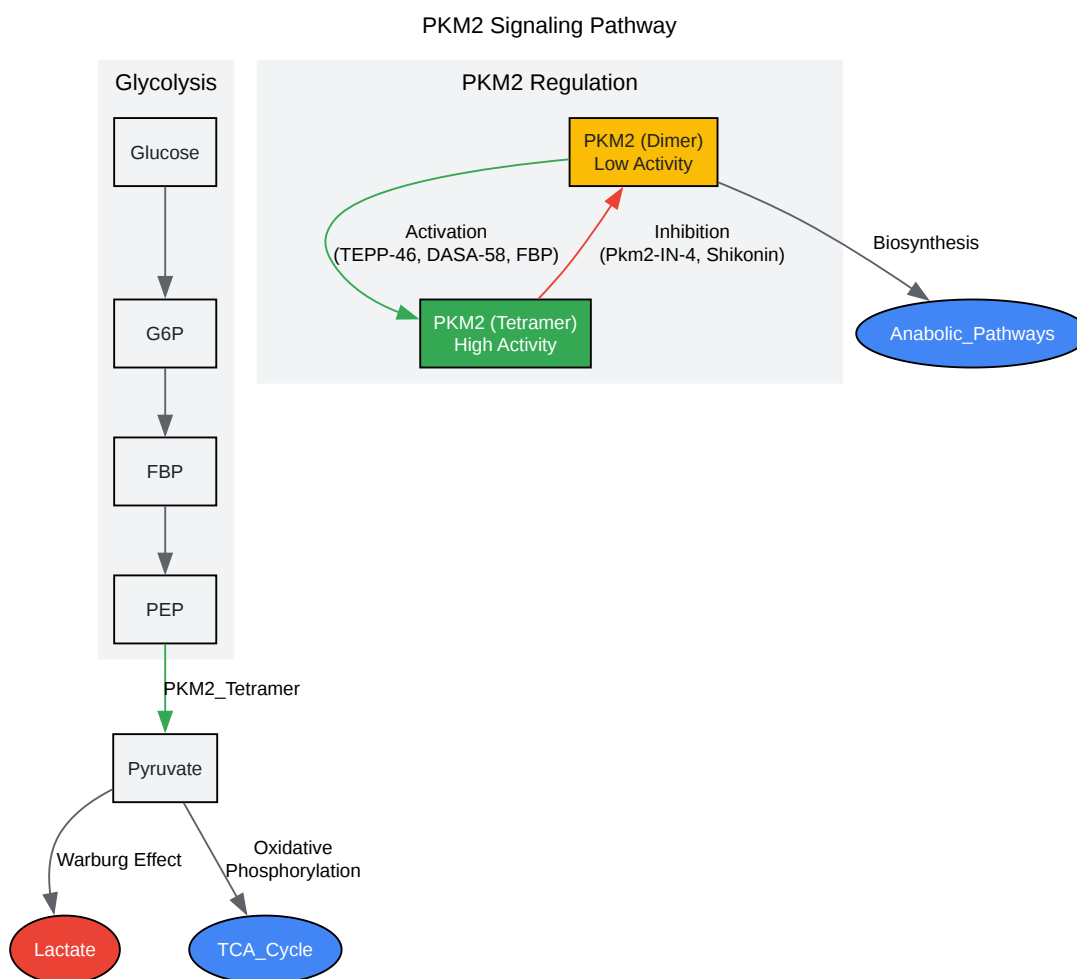 PKM2 Signaling Pathway
Glycolysis
PKM2 Regulation
Glucose
PKM2 (Dimer)
Low Activity
Activation
(TEPP-46, DASA-58, FBP)
Inhibition
(Pkm2-IN-4, Shikonin)
Biosynthesis
G6P
PKM2 (Tetramer)
High Activity
Anabolic_Pathways
FBP
PEP
PKM2_Tetramer
Pyruvate
Warburg Effect
Oxidative
Phosphorylation
Lactate
TCA_Cycle